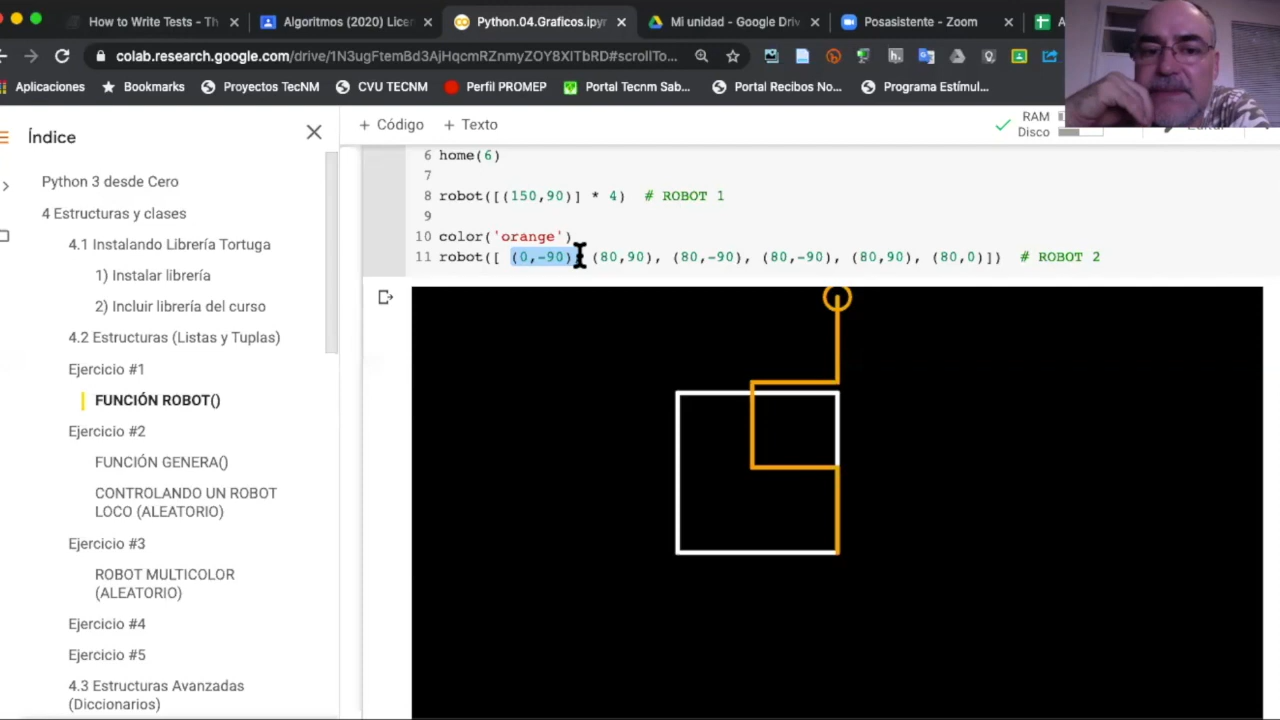 How to Write Tests - Th
Algoritmos (2020) Licen
Python.04.Graficos.ipyn
Mi unidad - Google Driv
Posasistente - Zoom
colab.research.google.com/drive/1N3ugFtemBd3AjHqcmRZnmyZOY8XITbRD#scrollTo...
Aplicaciones
Bookmarks
Proyectos TecNM
CVU TECNM
Perfil PROMEP
Portal Tecnm Sab...
Portal Recibos No...
Programa Estímul...
Índice
+ Código + Texto
RAM
Disco
Python 3 desde Cero
4 Estructuras y clases
4.1 Instalando Librería Tortuga
1) Instalar librería
2) Incluir librería del curso
4.2 Estructuras (Listas y Tuplas)
Ejercicio #1
FUNCIÓN ROBOT()
Ejercicio #2
FUNCIÓN GENERA()
CONTROLANDO UN ROBOT
LOCO (ALEATORIO)
Ejercicio #3
ROBOT MULTICOLOR
(ALEATORIO)
Ejercicio #4
Ejercicio #5
4.3 Estructuras Avanzadas
(Diccionarios)
6 home(6)
7
8 robot([(150,90)] * 4) # ROBOT 1
9
10 color('orange')
11 robot([ (0,-90), (80,90), (80,-90), (80,-90), (80,90), (80,0)]) # ROBOT 2